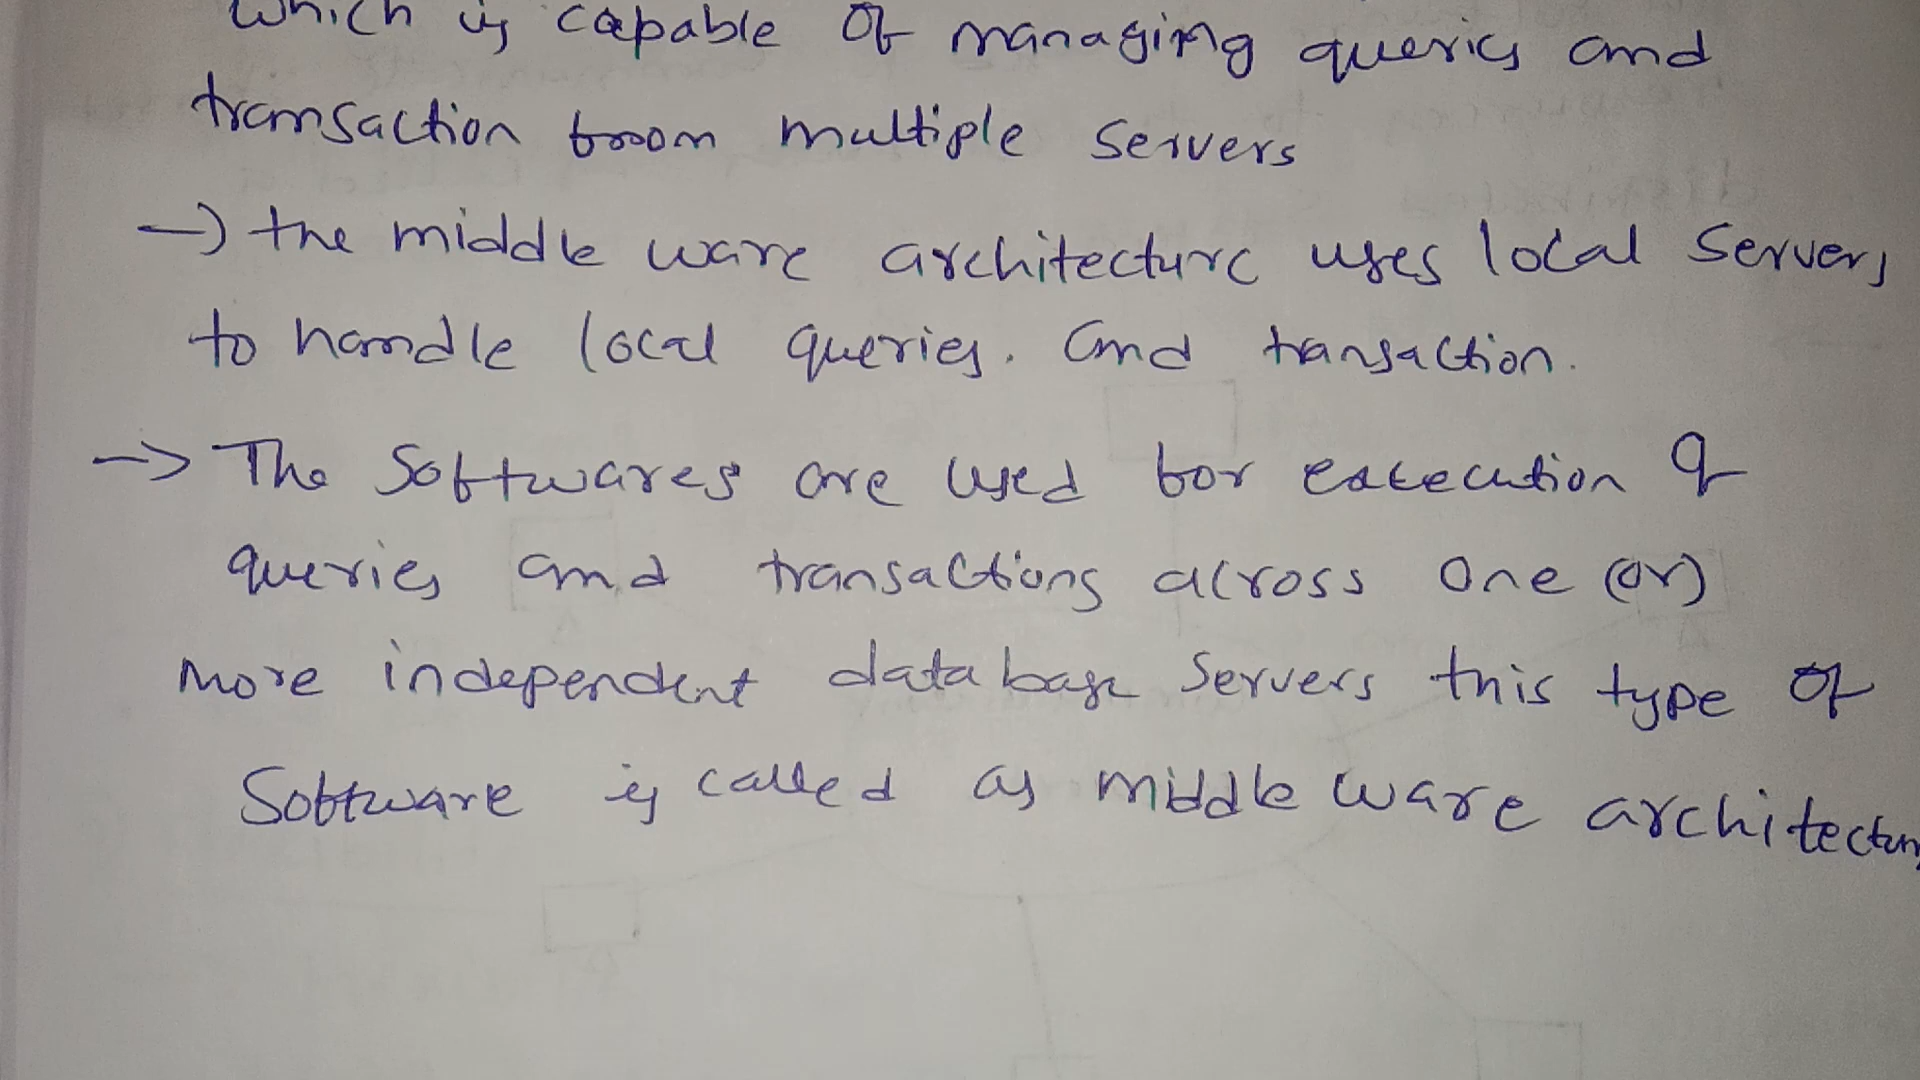 which is capable of managing queries and
transaction from multiple servers
→ the middle ware architecture uses local servers
to handle local queries. and transaction.
→ The Softwares are used for execution of
queries and transactions across one (or)
more independent data base servers this type of
Software is called as middle ware architecture